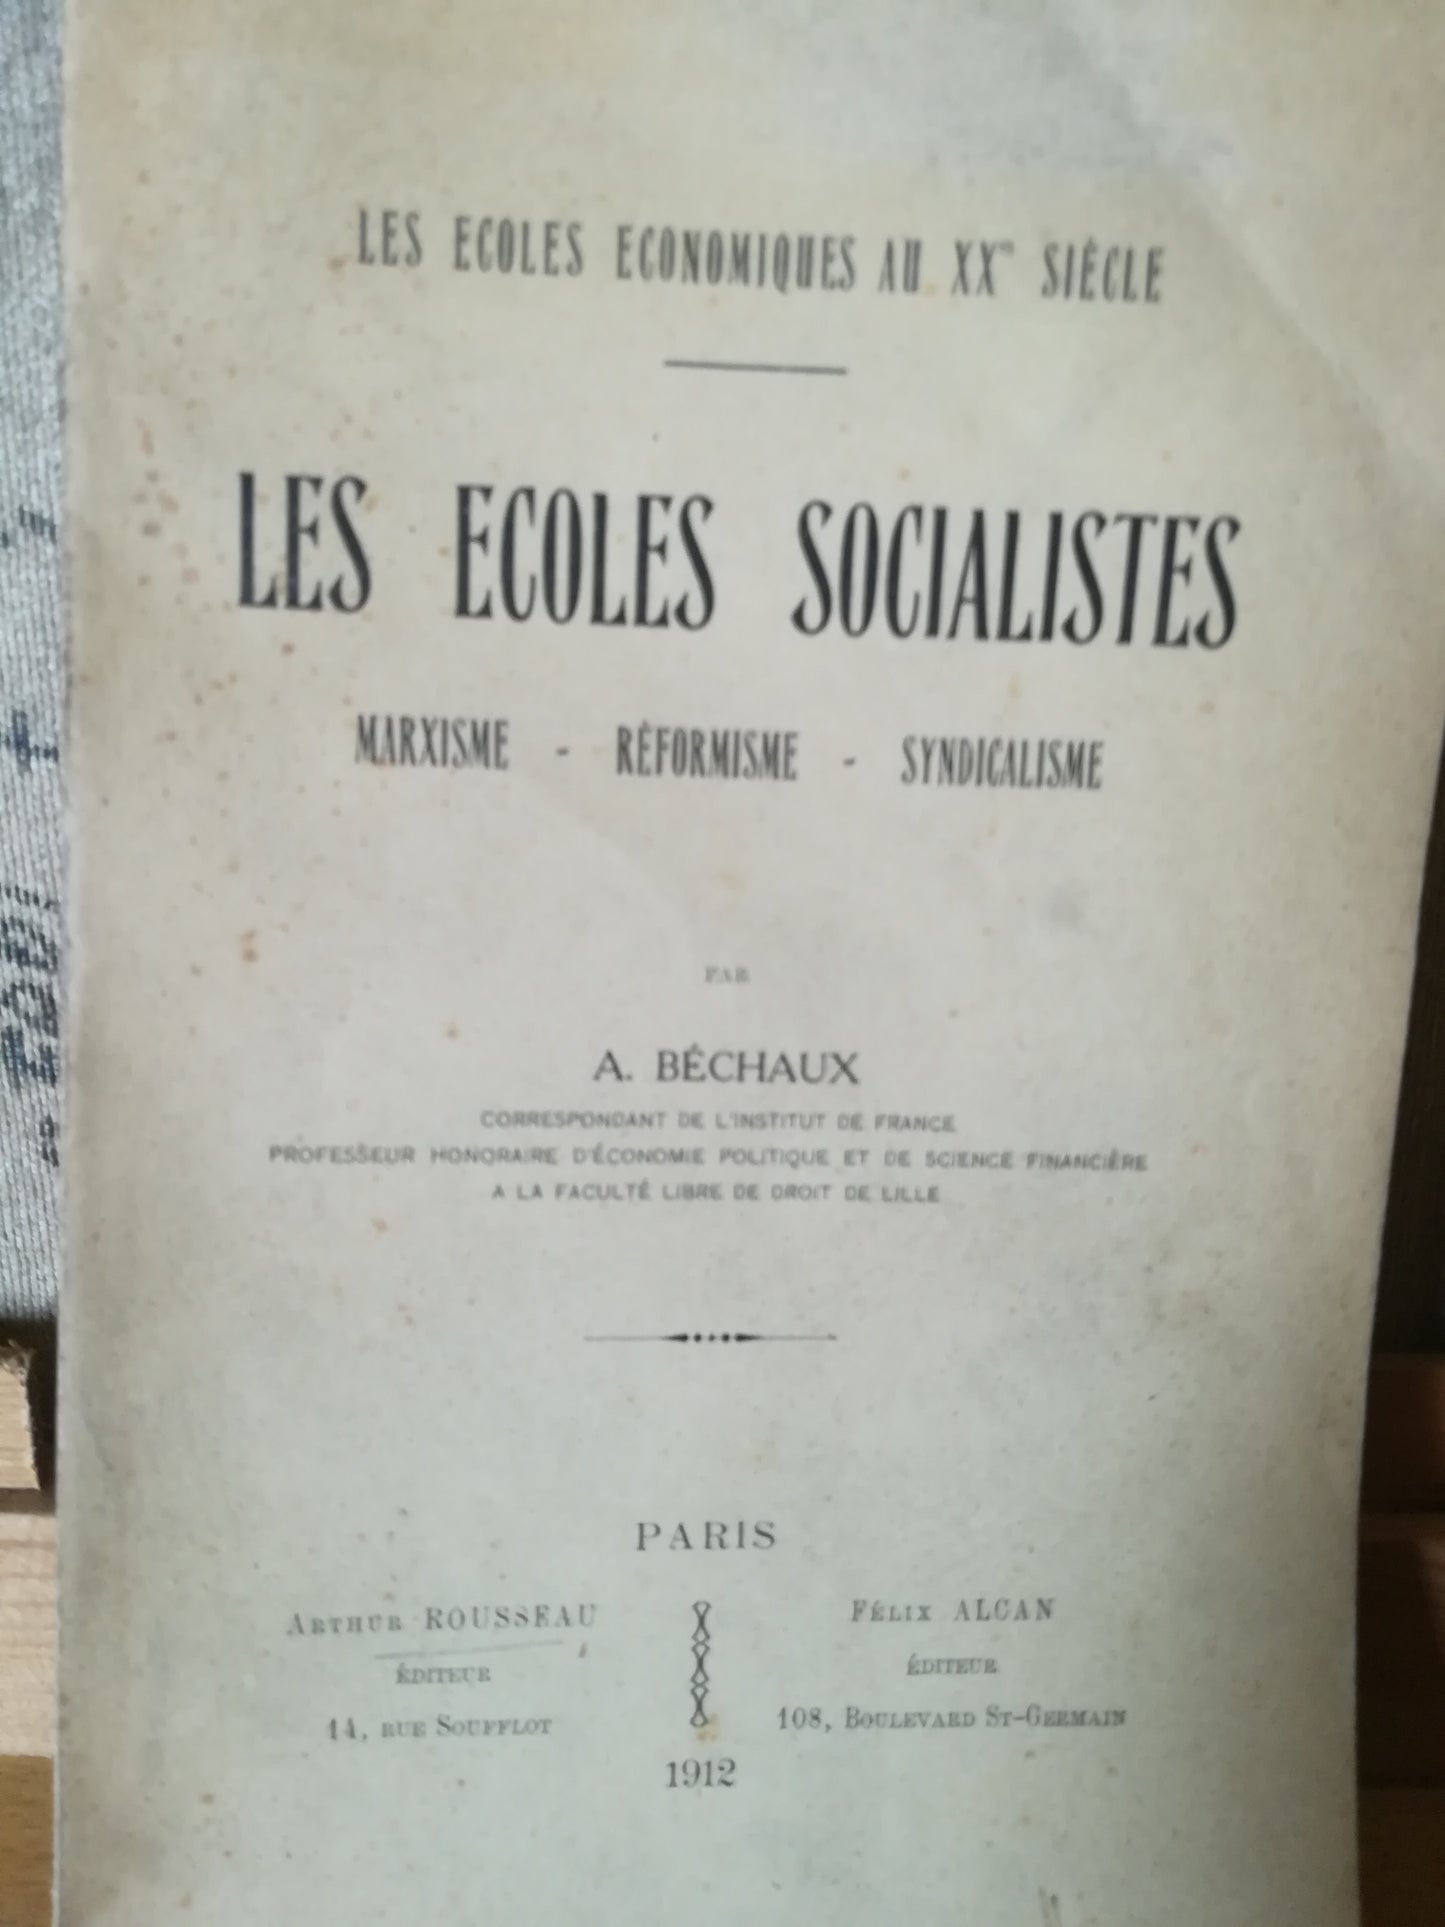 LES ECOLES ECONOMIQUES AU XXme SIÈCLE
LES ECOLES SOCIALISTES
MARXISME - RÉFORMISME - SYNDICALISME
PAR
A. BÉCHAUX
CORRESPONDANT DE L'INSTITUT DE FRANCE
PROFESSEUR HONORAIRE D'ÉCONOMIE POLITIQUE ET DE SCIENCE FINANCIÈRE
A LA FACULTÉ LIBRE DE DROIT DE LILLE
PARIS
ARTHUR ROUSSEAU
ÉDITEUR
14, RUE SOUFFLOT
FÉLIX ALCAN
ÉDITEUR
108, BOULEVARD ST-GERMAIN
1912